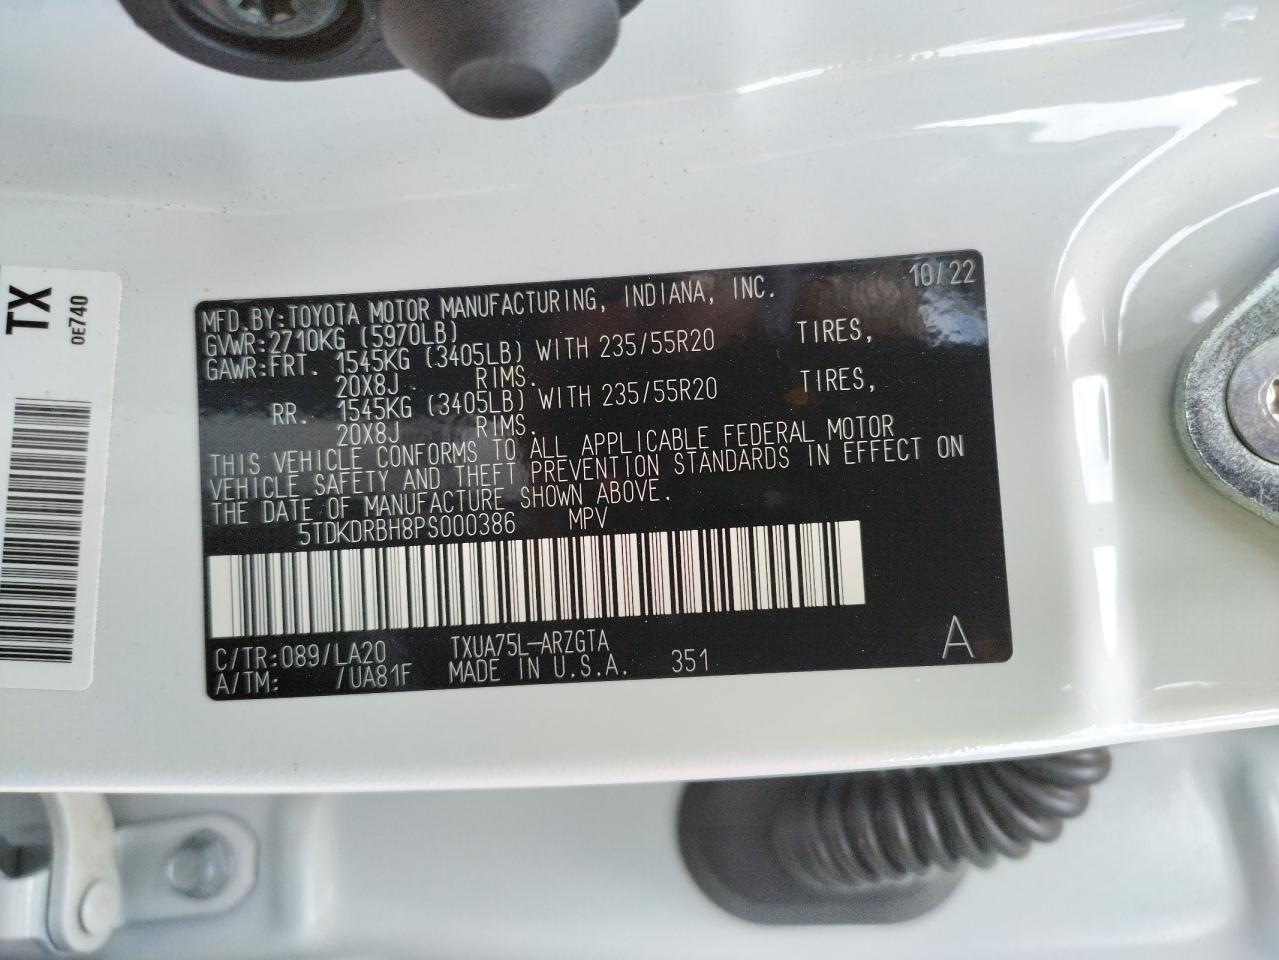 TX
0E740
MFD.BY:TOYOTA MOTOR MANUFACTURING, INDIANA, INC. 10/22
GVWR:2710KG (5970LB)
GAWR:FRT. 1545KG (3405LB) WITH 235/55R20 TIRES,
20X8J RIMS.
RR. 1545KG (3405LB) WITH 235/55R20 TIRES,
20X8J RIMS.
THIS VEHICLE CONFORMS TO ALL APPLICABLE FEDERAL MOTOR
VEHICLE SAFETY AND THEFT PREVENTION STANDARDS IN EFFECT ON
THE DATE OF MANUFACTURE SHOWN ABOVE.
5TDKDRBH8PS000386 MPV
C/TR:089/LA20 TXUA75L-ARZGTA
A/TM: /UA81F MADE IN U.S.A. 351 A